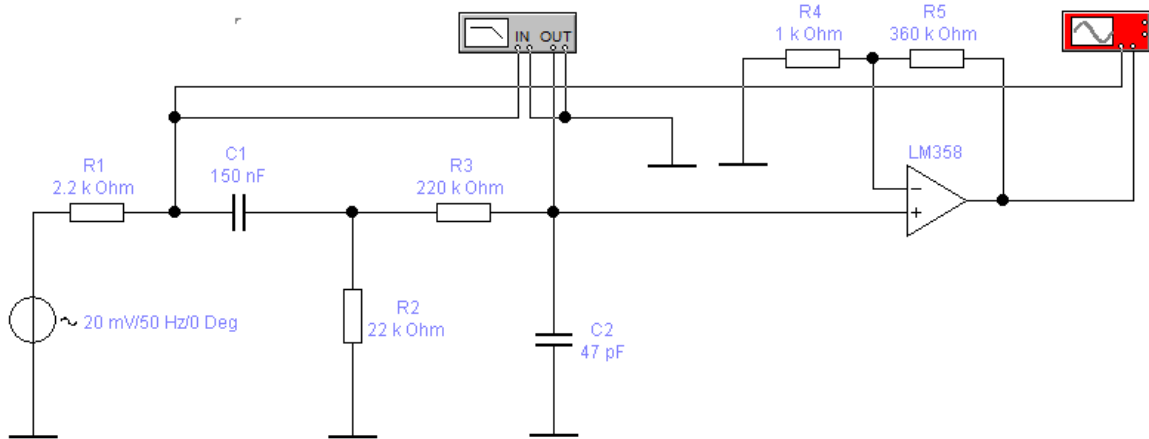 R4
1 k Ohm
R5
360 k Ohm
IN OUT
R1
2.2 k Ohm
C1
150 nF
R3
220 k Ohm
LM358
−
+
20 mV/50 Hz/0 Deg
R2
22 k Ohm
C2
47 pF